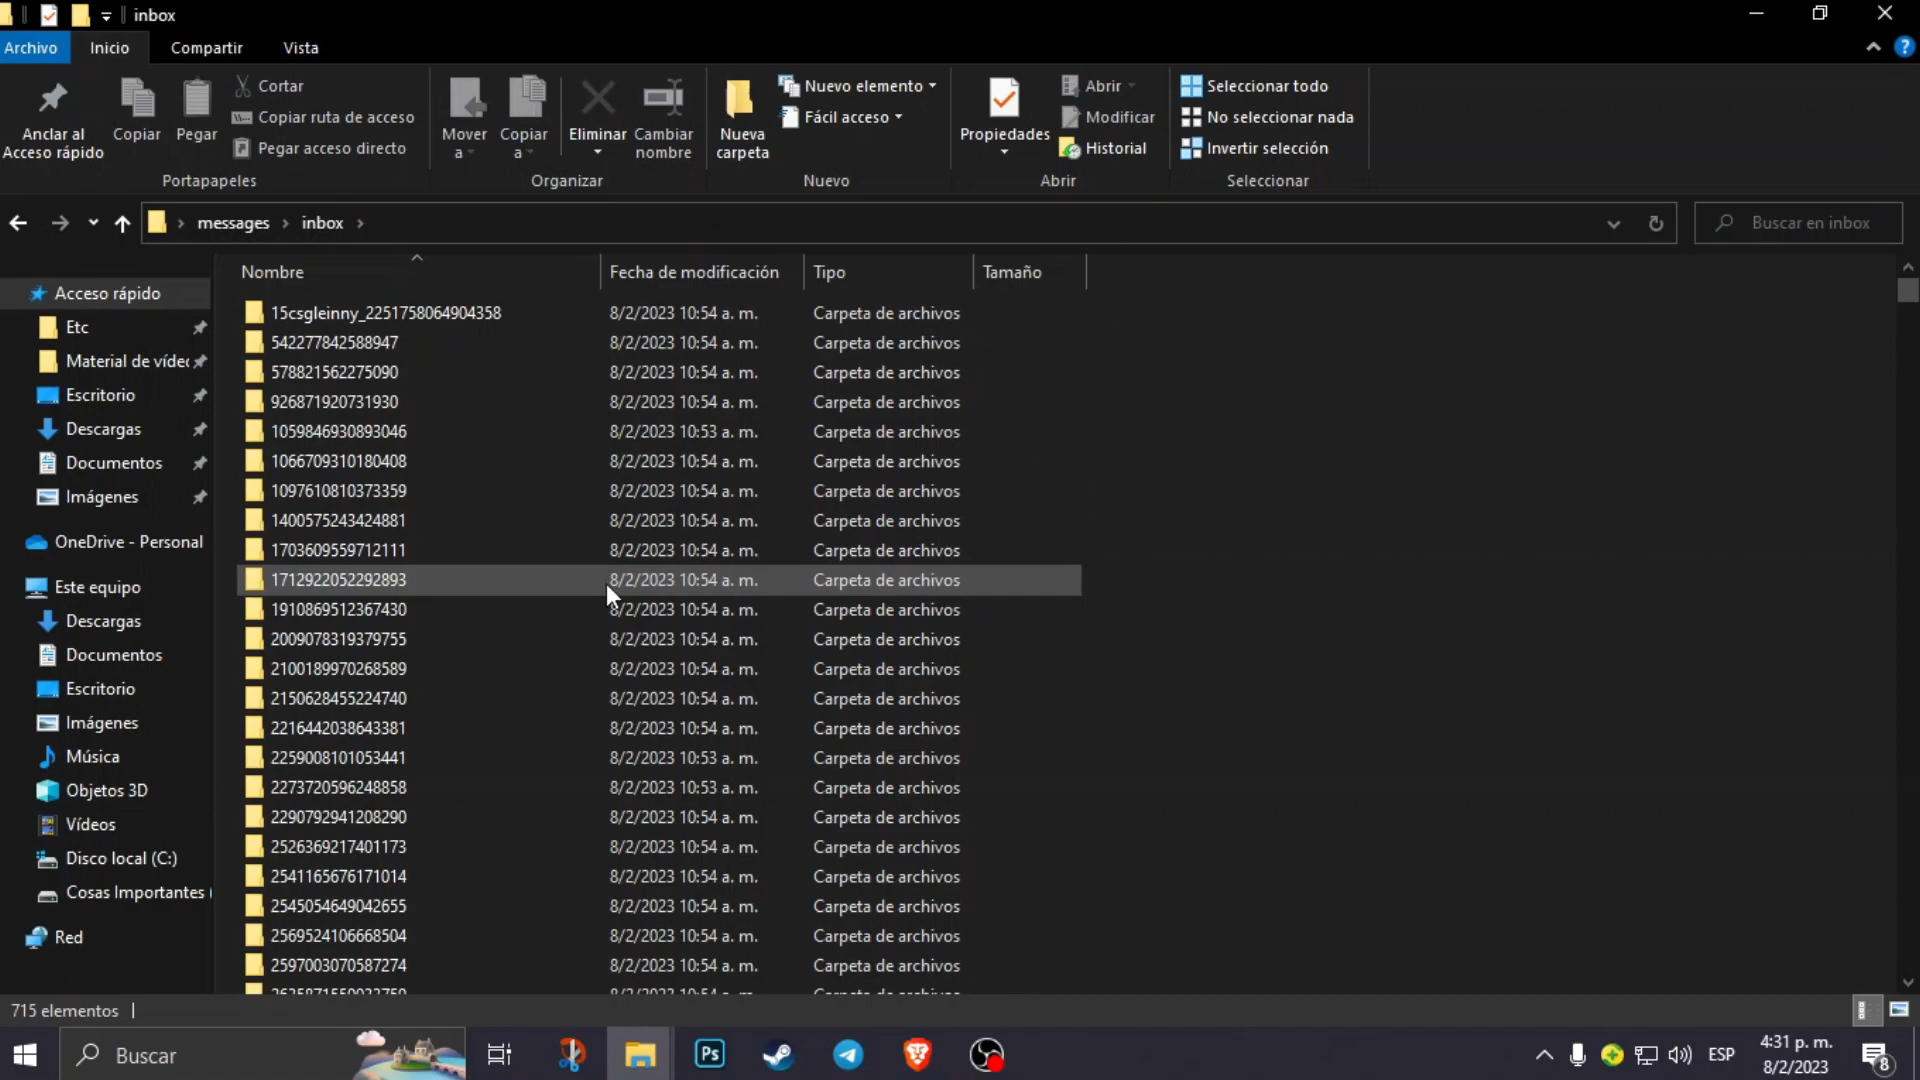 inbox
Archivo Inicio Compartir Vista
Anclar al Acceso rápido
Copiar
Pegar
Cortar
Copiar ruta de acceso
Pegar acceso directo
Portapapeles
Mover a
Copiar a
Eliminar
Cambiar nombre
Organizar
Nueva carpeta
Nuevo elemento
Fácil acceso
Nuevo
Propiedades
Abrir
Modificar
Historial
Abrir
Seleccionar todo
No seleccionar nada
Invertir selección
Seleccionar
messages › inbox ›
Buscar en inbox
Acceso rápido
Etc
Material de víde
Escritorio
Descargas
Documentos
Imágenes
OneDrive - Personal
Este equipo
Descargas
Documentos
Escritorio
Imágenes
Música
Objetos 3D
Vídeos
Disco local (C:)
Cosas Importantes (
Red
Nombre Fecha de modificación Tipo Tamaño
15csgleinny_2251758064904358 8/2/2023 10:54 a. m. Carpeta de archivos
542277842588947 8/2/2023 10:54 a. m. Carpeta de archivos
578821562275090 8/2/2023 10:54 a. m. Carpeta de archivos
926871920731930 8/2/2023 10:54 a. m. Carpeta de archivos
1059846930893046 8/2/2023 10:53 a. m. Carpeta de archivos
1066709310180408 8/2/2023 10:54 a. m. Carpeta de archivos
1097610810373359 8/2/2023 10:54 a. m. Carpeta de archivos
1400575243424881 8/2/2023 10:54 a. m. Carpeta de archivos
1703609559712111 8/2/2023 10:54 a. m. Carpeta de archivos
1712922052292893 8/2/2023 10:54 a. m. Carpeta de archivos
1910869512367430 8/2/2023 10:54 a. m. Carpeta de archivos
2009078319379755 8/2/2023 10:54 a. m. Carpeta de archivos
2100189970268589 8/2/2023 10:54 a. m. Carpeta de archivos
2150628455224740 8/2/2023 10:54 a. m. Carpeta de archivos
2216442038643381 8/2/2023 10:54 a. m. Carpeta de archivos
2259008101053441 8/2/2023 10:53 a. m. Carpeta de archivos
2273720596248858 8/2/2023 10:53 a. m. Carpeta de archivos
2290792941208290 8/2/2023 10:54 a. m. Carpeta de archivos
2526369217401173 8/2/2023 10:54 a. m. Carpeta de archivos
2541165676171014 8/2/2023 10:54 a. m. Carpeta de archivos
2545054649042655 8/2/2023 10:54 a. m. Carpeta de archivos
2569524106668504 8/2/2023 10:54 a. m. Carpeta de archivos
2597003070587274 8/2/2023 10:54 a. m. Carpeta de archivos
715 elementos
Buscar
Ps
ESP
4:31 p. m.
8/2/2023
8